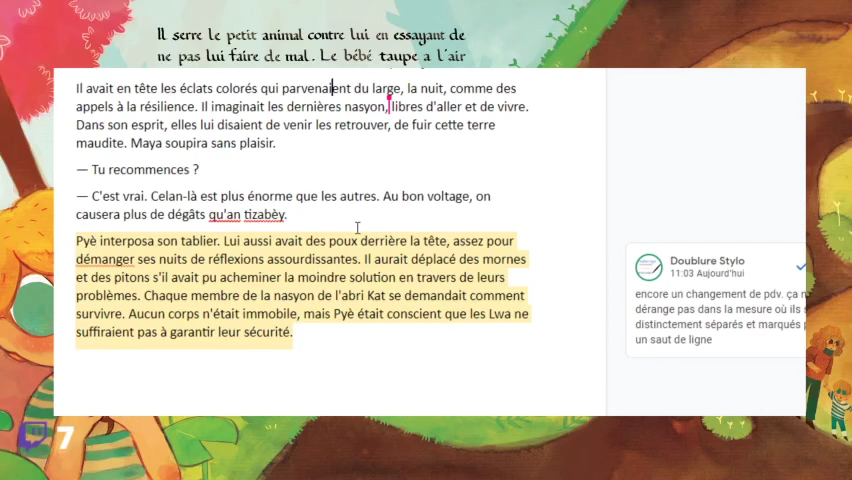 Il serre le petit animal contre lui en essayant de
ne pas lui faire de mal. Le bébé taupe a l'air
Il avait en tête les éclats colorés qui parvenaient du large, la nuit, comme des
appels à la résilience. Il imaginait les dernières nasyon, libres d'aller et de vivre.
Dans son esprit, elles lui disaient de venir les retrouver, de fuir cette terre
maudite. Maya soupira sans plaisir.
— Tu recommences ?
— C'est vrai. Celan-là est plus énorme que les autres. Au bon voltage, on
causera plus de dégâts qu'an tizabèy.
Pyè interposa son tablier. Lui aussi avait des poux derrière la tête, assez pour
démanger ses nuits de réflexions assourdissantes. Il aurait déplacé des mornes
et des pitons s'il avait pu acheminer la moindre solution en travers de leurs
problèmes. Chaque membre de la nasyon de l'abri Kat se demandait comment
survivre. Aucun corps n'était immobile, mais Pyè était conscient que les Lwa ne
suffiraient pas à garantir leur sécurité.
Doublure Stylo
11:03 Aujourd'hui
encore un changement de pdv. ça
dérange pas dans la mesure où ils
distinctement séparés et marqués
un saut de ligne
7